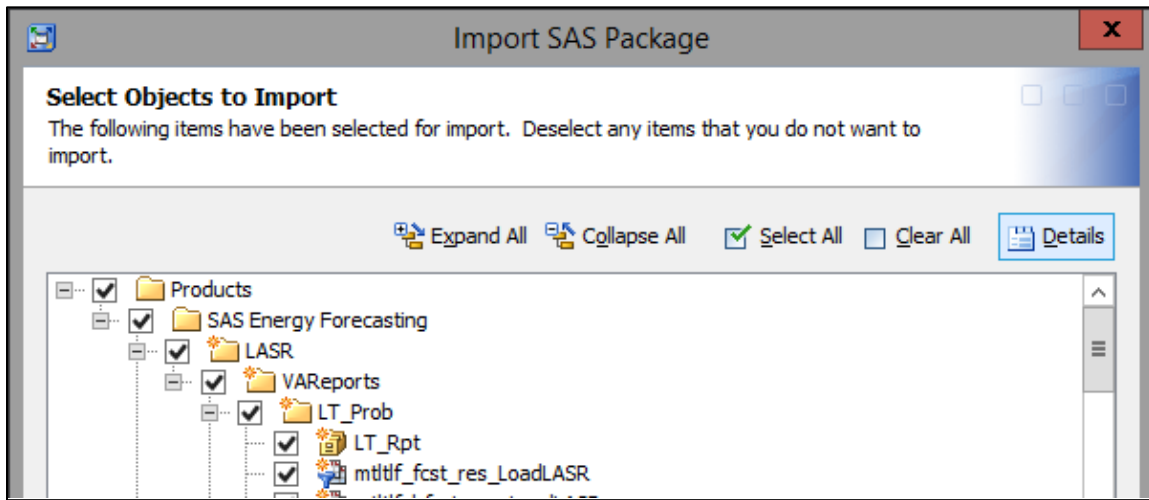 Import SAS Package
x
Select Objects to Import
The following items have been selected for import. Deselect any items that you do not want to
import.
Expand All Collapse All Select All Clear All Details
Products
SAS Energy Forecasting
LASR
VAReports
LT_Prob
LT_Rpt
mtltlf_fcst_res_LoadLASR